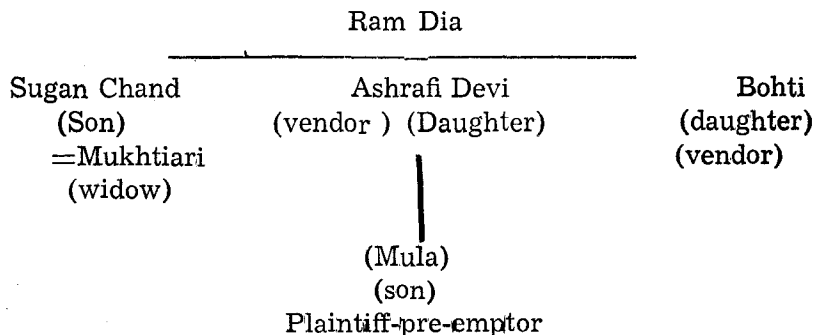 Ram Dia
Sugan Chand Ashrafi Devi Bohti
(Son) (vendor ) (Daughter) (daughter)
=Mukhtiari (vendor)
(widow)
(Mula)
(son)
Plaintiff-pre-emptor